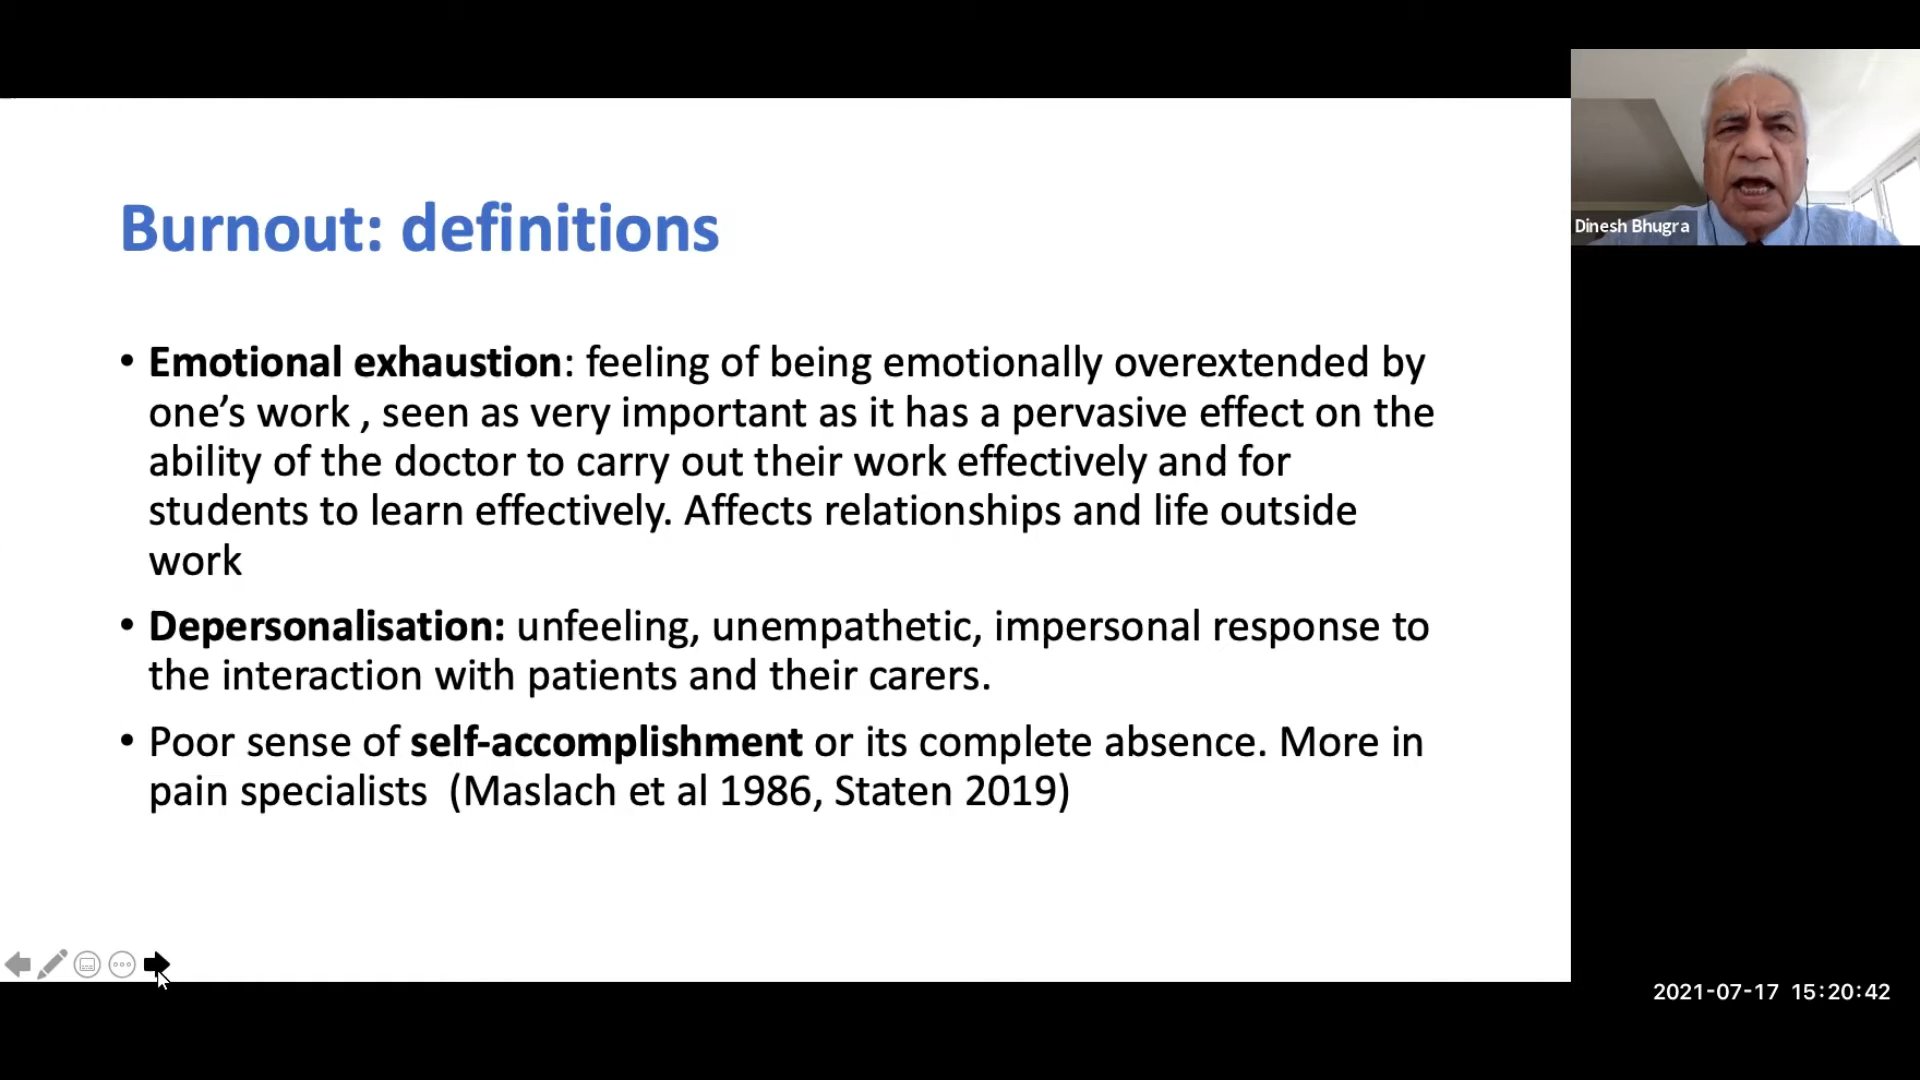 Burnout: definitions
• Emotional exhaustion: feeling of being emotionally overextended by
one’s work , seen as very important as it has a pervasive effect on the
ability of the doctor to carry out their work effectively and for
students to learn effectively. Affects relationships and life outside
work
• Depersonalisation: unfeeling, unempathetic, impersonal response to
the interaction with patients and their carers.
• Poor sense of self-accomplishment or its complete absence. More in
pain specialists  (Maslach et al 1986, Staten 2019)
Dinesh Bhugra
2021-07-17 15:20:42